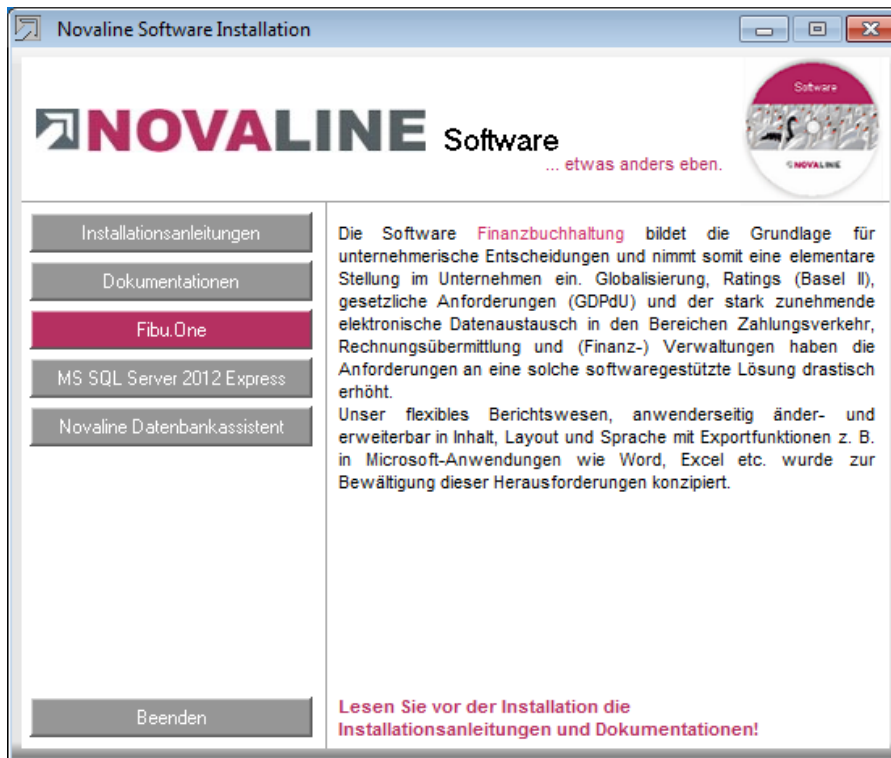 Novaline Software Installation
NOVALINE Software
... etwas anders eben.
Software
NOVALINE
Installationsanleitungen
Dokumentationen
Fibu.One
MS SQL Server 2012 Express
Novaline Datenbankassistent
Beenden
Die Software Finanzbuchhaltung bildet die Grundlage für
unternehmerische Entscheidungen und nimmt somit eine elementare
Stellung im Unternehmen ein. Globalisierung, Ratings (Basel II),
gesetzliche Anforderungen (GDPdU) und der stark zunehmende
elektronische Datenaustausch in den Bereichen Zahlungsverkehr,
Rechnungsübermittlung und (Finanz-) Verwaltungen haben die
Anforderungen an eine solche softwaregestützte Lösung drastisch
erhöht.
Unser flexibles Berichtswesen, anwenderseitig änder- und
erweiterbar in Inhalt, Layout und Sprache mit Exportfunktionen z. B.
in Microsoft-Anwendungen wie Word, Excel etc. wurde zur
Bewältigung dieser Herausforderungen konzipiert.
Lesen Sie vor der Installation die
Installationsanleitungen und Dokumentationen!